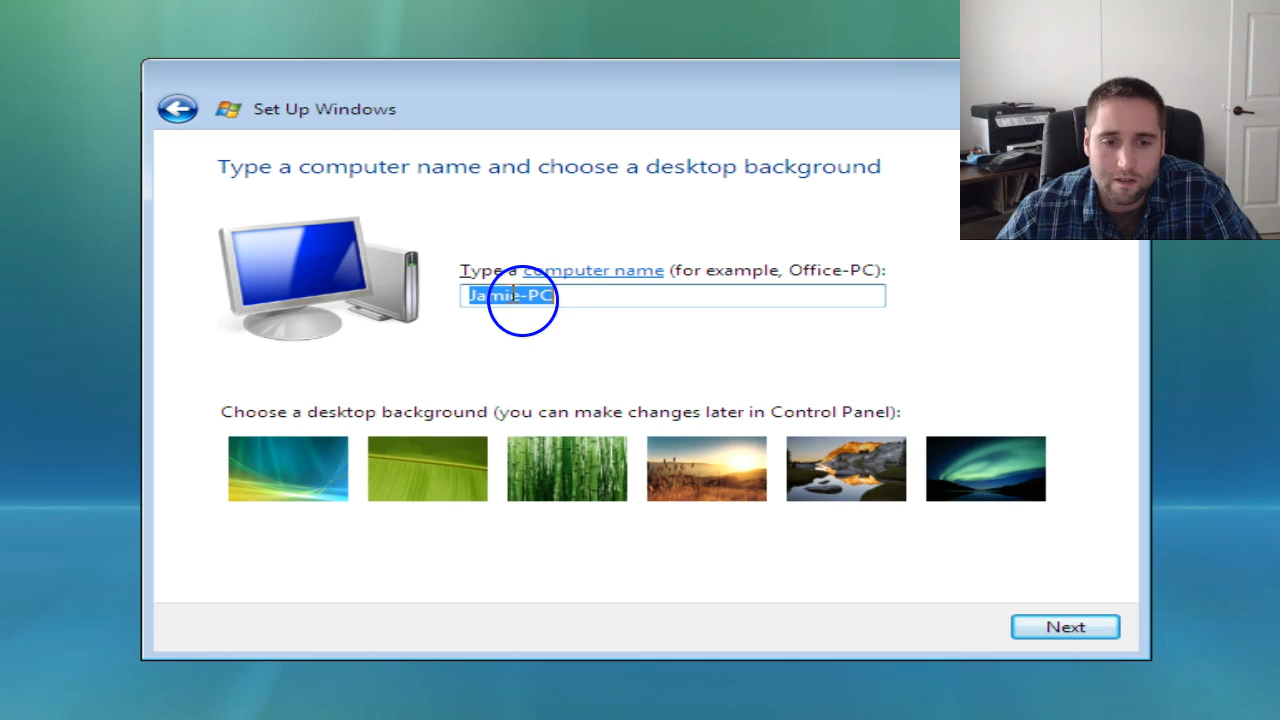 Set Up Windows
Type a computer name and choose a desktop background
Type a computer name (for example, Office-PC):
Jamie-PC
Choose a desktop background (you can make changes later in Control Panel):
Next